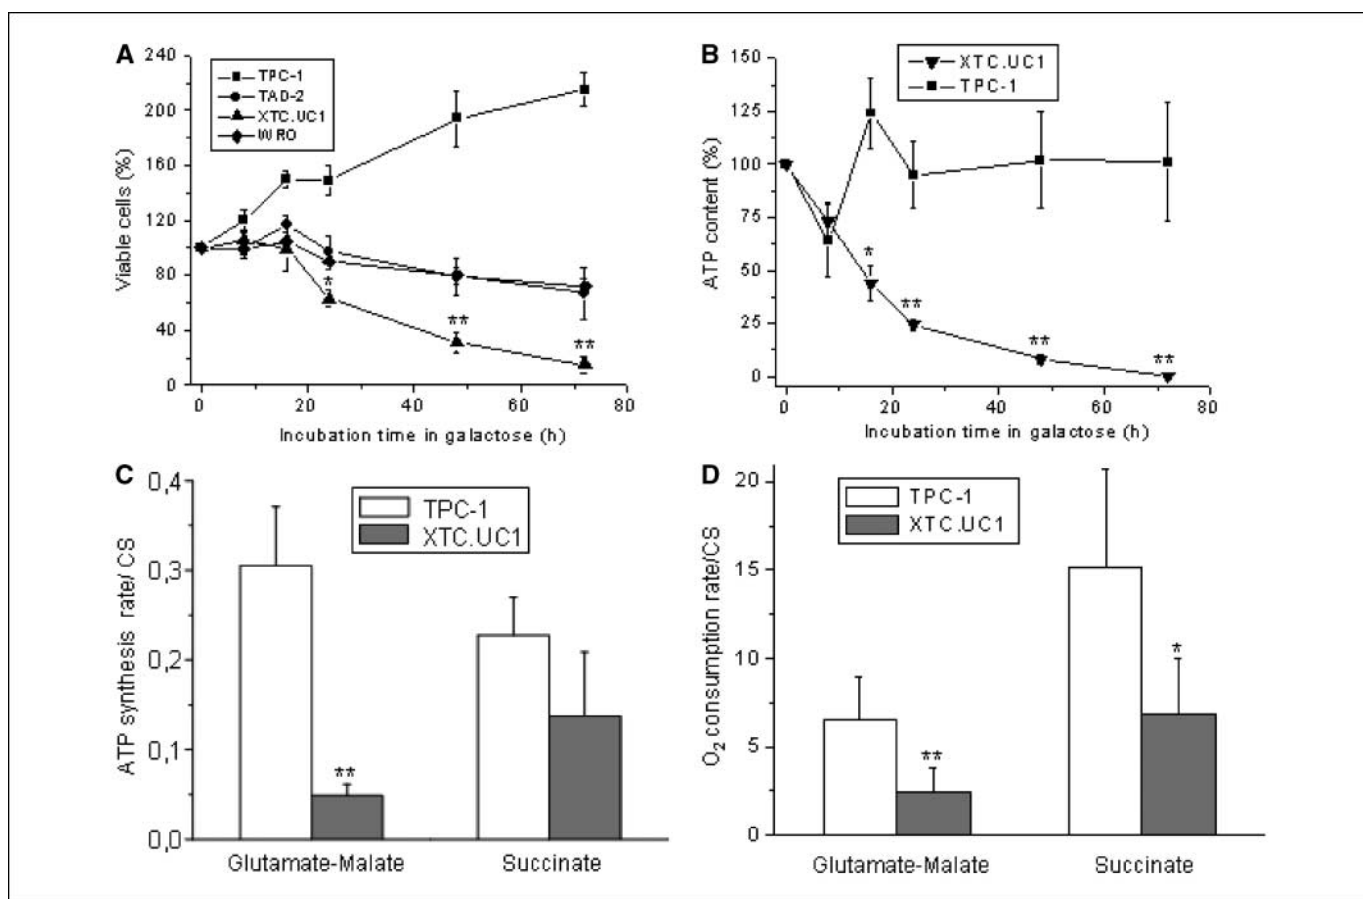 A
240
200
160
120
80
40
0
TPC-1
TAD-2
XTC.UC1
WRO
Viable cells (%)
*
**
**
0 20 40 60 80
Incubation time in galactose (h)
B
150
125
100
75
50
25
0
XTC.UC1
TPC-1
ATP content (%)
*
**
**
**
0 20 40 60 80
Incubation time in galactose (h)
C
0,4
0,3
0,2
0,1
0,0
TPC-1
XTC.UC1
ATP synthesis rate/ CS
**
Glutamate-Malate Succinate
D
20
15
10
5
0
TPC-1
XTC.UC1
O₂ consumption rate/CS
**
*
Glutamate-Malate Succinate